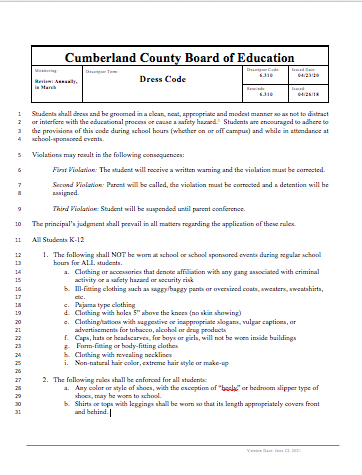 Cumberland County Board of Education
Monitoring:
Review: Annually,
in March
Descriptor Term:
Dress Code
Descriptor Code:
6.310
Issued Date:
04/23/20
Rescinds:
6.310
Issued:
04/26/18
1 Students shall dress and be groomed in a clean, neat, appropriate and modest manner so as not to distract
2 or interfere with the educational process or cause a safety hazard.¹ Students are encouraged to adhere to
3 the provisions of this code during school hours (whether on or off campus) and while in attendance at
4 school-sponsored events.
5 Violations may result in the following consequences:
6 First Violation: The student will receive a written warning and the violation must be corrected.
7 Second Violation: Parent will be called, the violation must be corrected and a detention will be
8 assigned.
9 Third Violation: Student will be suspended until parent conference.
10 The principal's judgment shall prevail in all matters regarding the application of these rules.
11 All Students K-12
12 1. The following shall NOT be worn at school or school sponsored events during regular school
13 hours for ALL students.
14 a. Clothing or accessories that denote affiliation with any gang associated with criminal
15 activity or a safety hazard or security risk
16 b. Ill-fitting clothing such as saggy/baggy pants or oversized coats, sweaters, sweatshirts,
17 etc.
18 c. Pajama type clothing
19 d. Clothing with holes 5" above the knees (no skin showing)
20 e. Clothing/tattoos with suggestive or inappropriate slogans, vulgar captions, or
21 advertisements for tobacco, alcohol or drug products
22 f. Caps, hats or headscarves, for boys or girls, will not be worn inside buildings
23 g. Form-fitting or body-fitting clothes
24 h. Clothing with revealing necklines
25 i. Non-natural hair color, extreme hair style or make-up
26
27 2. The following rules shall be enforced for all students:
28 a. Any color or style of shoes, with the exception of "heely" or bedroom slipper type of
29 shoes, may be worn to school.
30 b. Shirts or tops with leggings shall be worn so that its length appropriately covers front
31 and behind.
Version Date: June 23, 2021